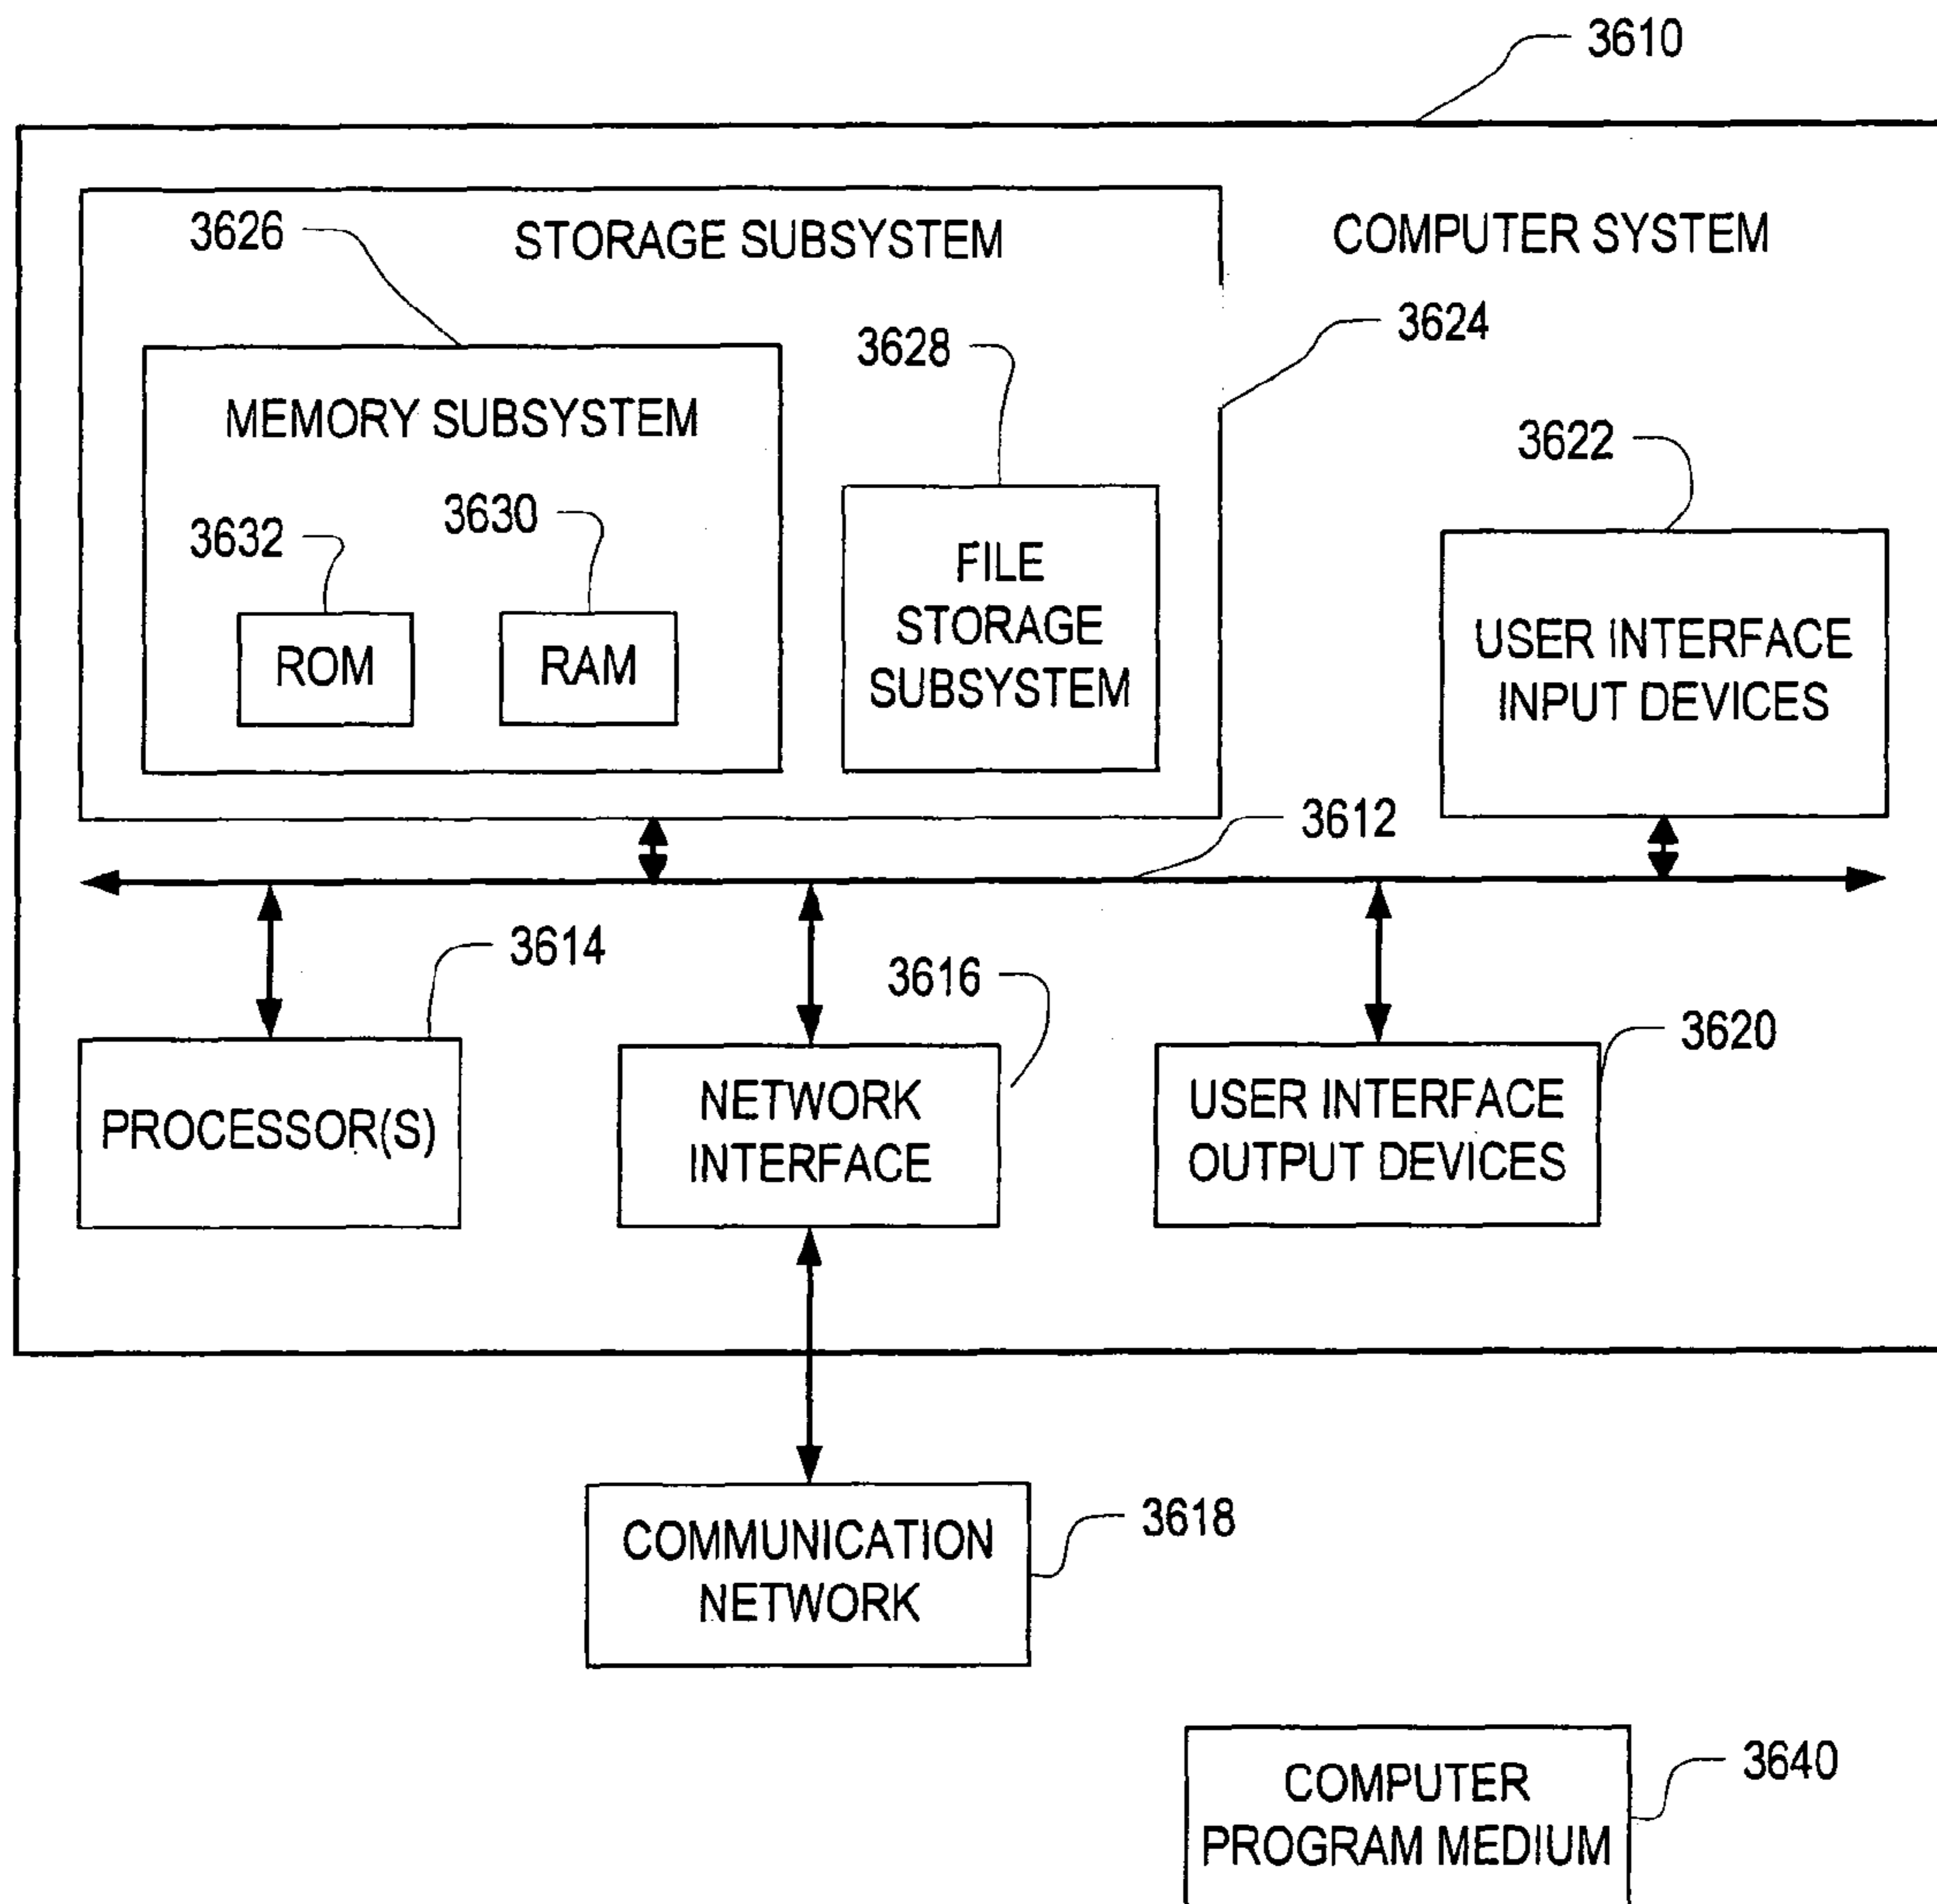 3610
3626
STORAGE SUBSYSTEM
COMPUTER SYSTEM
3624
3628
MEMORY SUBSYSTEM
3622
3632
3630
ROM
RAM
FILE
STORAGE
SUBSYSTEM
USER INTERFACE
INPUT DEVICES
3612
3614
3616
3620
PROCESSOR(S)
NETWORK
INTERFACE
USER INTERFACE
OUTPUT DEVICES
COMMUNICATION
NETWORK
3618
3640
COMPUTER
PROGRAM MEDIUM